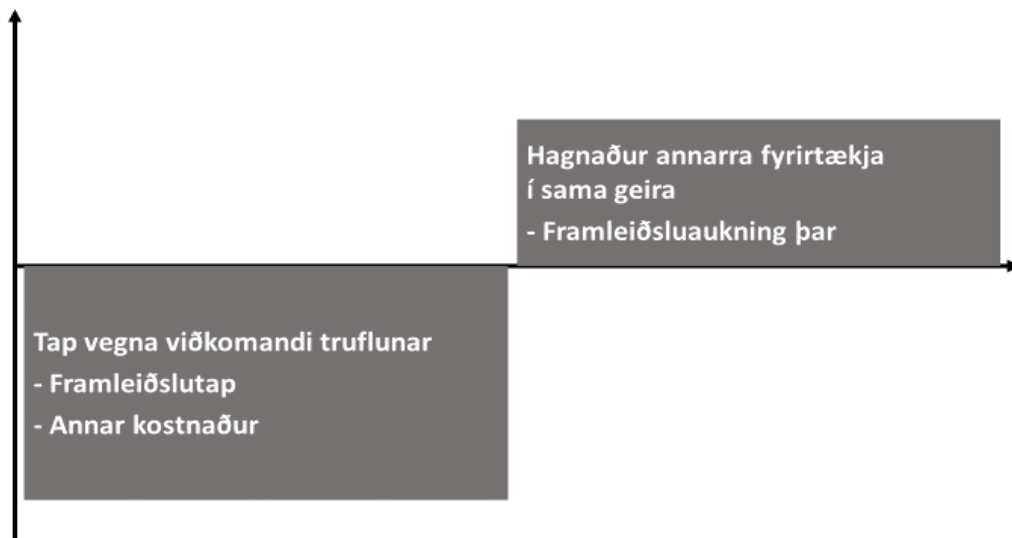 Hagnaður annarra fyrirtækja
í sama geira
- Framleiðsluaukning þar
Tap vegna viðkomandi truflunar
- Framleiðslutap
- Annar kostnaður